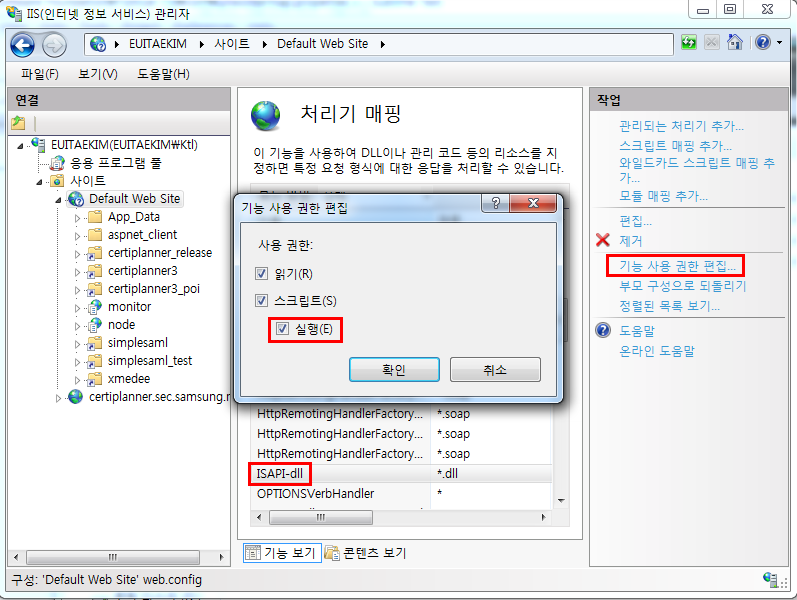 IIS(인터넷 정보 서비스) 관리자
EUITAEKIM ▸ 사이트 ▸ Default Web Site ▸
파일(F) 보기(V) 도움말(H)
연결
EUITAEKIM(EUITAEKIM₩Ktl)
응용 프로그램 풀
사이트
Default Web Site
App_Data
aspnet_client
certiplanner_release
certiplanner3
certiplanner3_poi
monitor
node
simplesaml
simplesaml_test
xmedee
certiplanner.sec.samsung.r
처리기 매핑
이 기능을 사용하여 DLL이나 관리 코드 등의 리소스를 지
정하면 특정 요청 형식에 대한 응답을 처리할 수 있습니다.
기능 사용 권한 편집
사용 권한:
읽기(R)
스크립트(S)
실행(E)
확인 취소
HttpRemotingHandlerFactory... *.soap
HttpRemotingHandlerFactory... *.soap
HttpRemotingHandlerFactory... *.soap
ISAPI-dll *.dll
OPTIONSVerbHandler *
기능 보기 콘텐츠 보기
작업
관리되는 처리기 추가...
스크립트 매핑 추가...
와일드카드 스크립트 매핑 추
가...
모듈 매핑 추가...
편집...
제거
기능 사용 권한 편집...
부모 구성으로 되돌리기
정렬된 목록 보기...
도움말
온라인 도움말
구성: 'Default Web Site' web.config